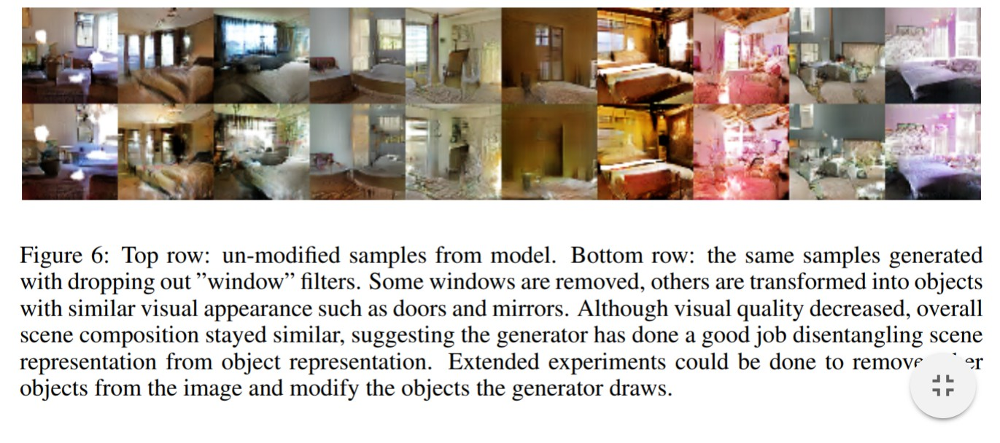 Figure 6: Top row: un-modified samples from model. Bottom row: the same samples generated
with dropping out ”window” filters. Some windows are removed, others are transformed into objects
with similar visual appearance such as doors and mirrors. Although visual quality decreased, overall
scene composition stayed similar, suggesting the generator has done a good job disentangling scene
representation from object representation. Extended experiments could be done to remove
objects from the image and modify the objects the generator draws.